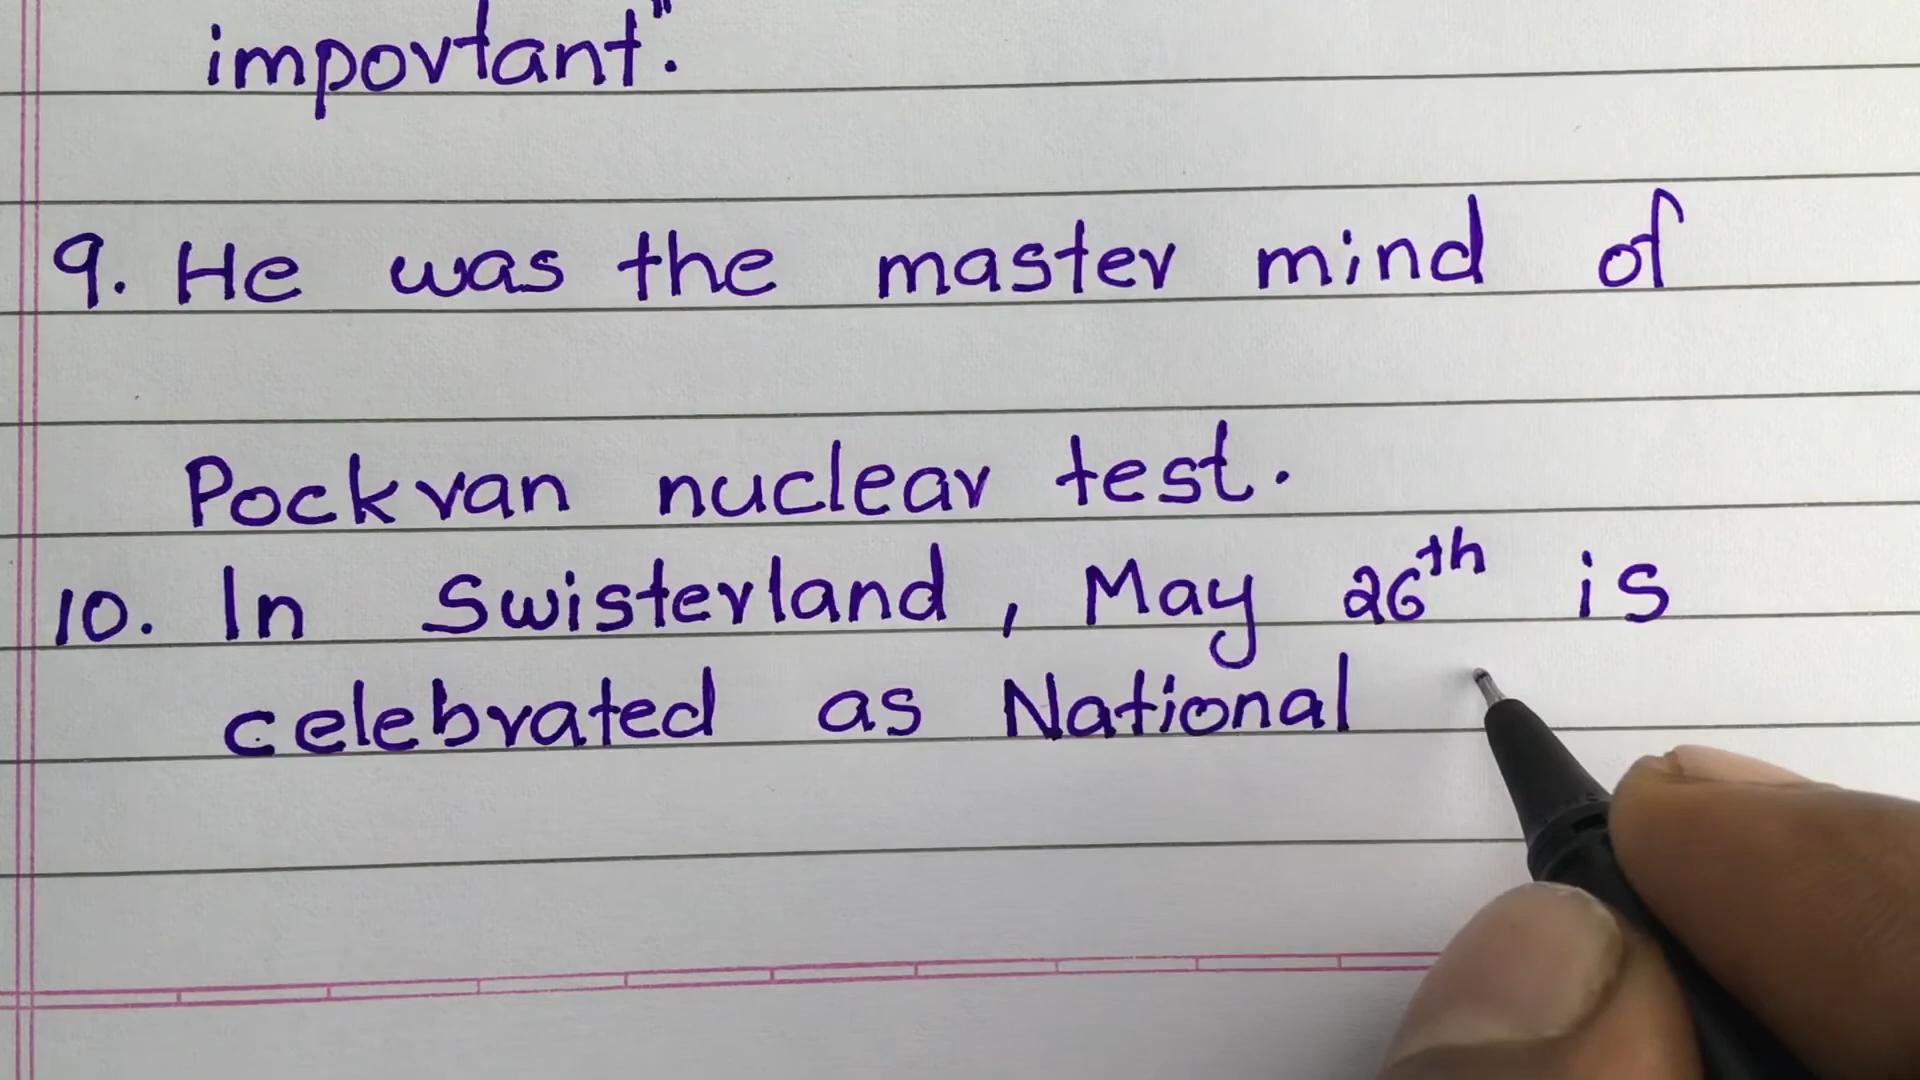 important".
9. He was the master mind of
Pockran nuclear test.
10. In Swisterland, May 26th is
celebrated as National